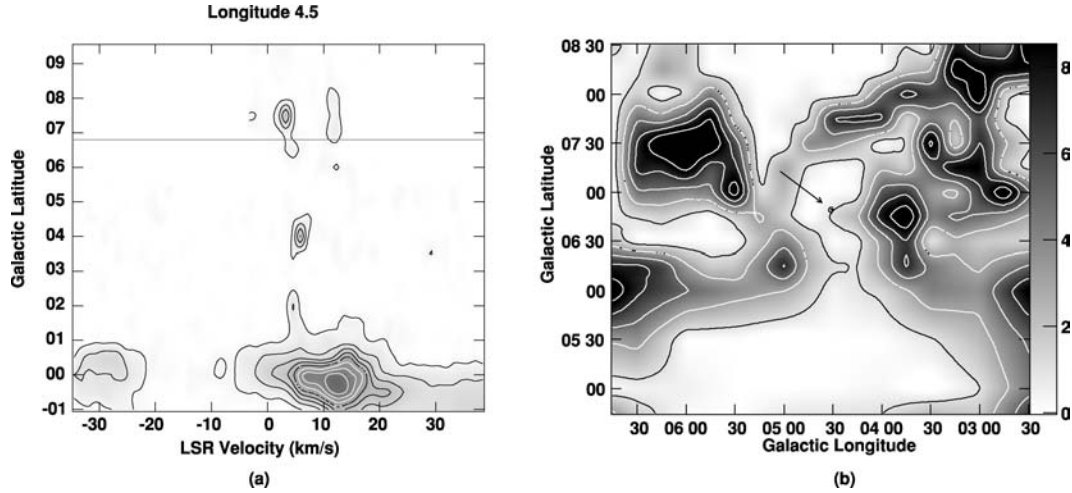 Longitude 4.5
09
08
07
06
05
04
03
02
01
00
-01
Galactic Latitude
-30 -20 -10 0 10 20 30
LSR Velocity (km/s)
(a)
08 30
00
07 30
00
06 30
00
05 30
00
Galactic Latitude
30 06 00 30 05 00 30 04 00 30 03 00 30
Galactic Longitude
8
6
4
2
0
(b)